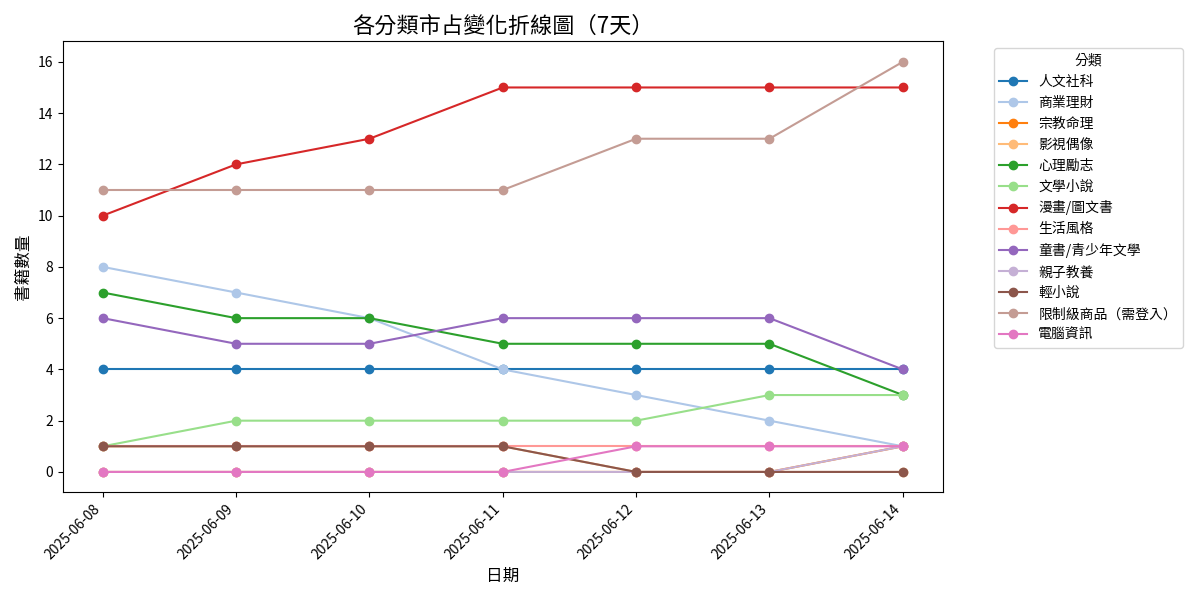 各分類市占變化折線圖（7天）
書籍數量
16
14
12
10
8
6
4
2
0
2025-06-08
2025-06-09
2025-06-10
2025-06-11
2025-06-12
2025-06-13
2025-06-14
日期
分類
人文社科
商業理財
宗教命理
影視偶像
心理勵志
文學小說
漫畫/圖文書
生活風格
童書/青少年文學
親子教養
輕小說
限制級商品（需登入）
電腦資訊